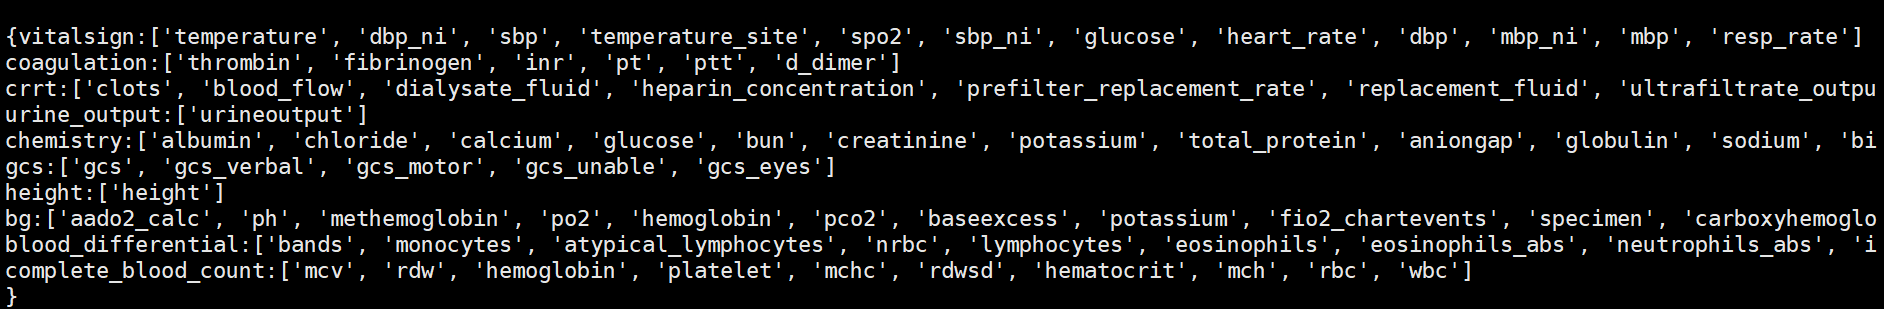 {vitalsign:['temperature', 'dbp_ni', 'sbp', 'temperature_site', 'spo2', 'sbp_ni', 'glucose', 'heart_rate', 'dbp', 'mbp_ni', 'mbp', 'resp_rate']
coagulation:['thrombin', 'fibrinogen', 'inr', 'pt', 'ptt', 'd_dimer']
crrt:['clots', 'blood_flow', 'dialysate_fluid', 'heparin_concentration', 'prefilter_replacement_rate', 'replacement_fluid', 'ultrafiltrate_outpu
urine_output:['urineoutput']
chemistry:['albumin', 'chloride', 'calcium', 'glucose', 'bun', 'creatinine', 'potassium', 'total_protein', 'aniongap', 'globulin', 'sodium', 'bi
gcs:['gcs', 'gcs_verbal', 'gcs_motor', 'gcs_unable', 'gcs_eyes']
height:['height']
bg:['aado2_calc', 'ph', 'methemoglobin', 'po2', 'hemoglobin', 'pco2', 'baseexcess', 'potassium', 'fio2_chartevents', 'specimen', 'carboxyhemoglo
blood_differential:['bands', 'monocytes', 'atypical_lymphocytes', 'nrbc', 'lymphocytes', 'eosinophils', 'eosinophils_abs', 'neutrophils_abs', 'i
complete_blood_count:['mcv', 'rdw', 'hemoglobin', 'platelet', 'mchc', 'rdwsd', 'hematocrit', 'mch', 'rbc', 'wbc']
}